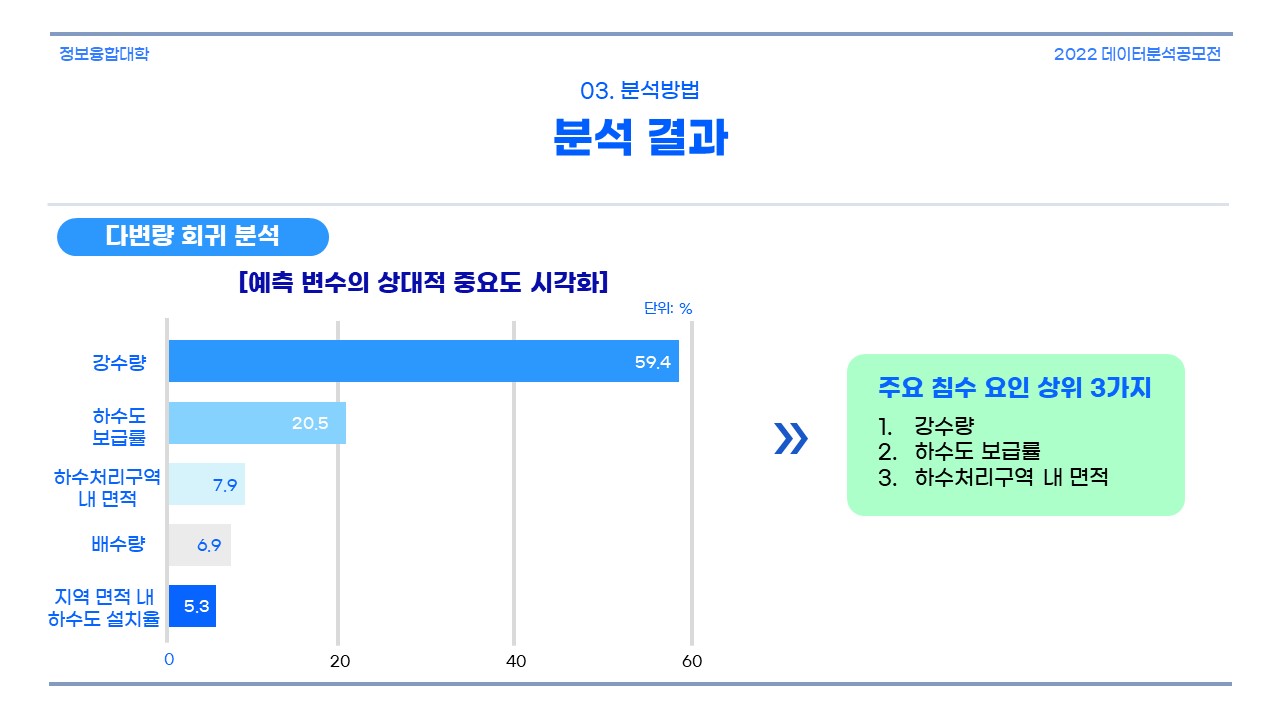 정보융합대학
2022 데이터분석공모전
03. 분석방법
분석 결과
다변량 회귀 분석
[예측 변수의 상대적 중요도 시각화]
단위: %
강수량
59.4
하수도
보급률
20.5
하수처리구역
내 면적
7.9
배수량
6.9
지역 면적 내
하수도 설치율
5.3
0
20
40
60
주요 침수 요인 상위 3가지
1. 강수량
2. 하수도 보급률
3. 하수처리구역 내 면적